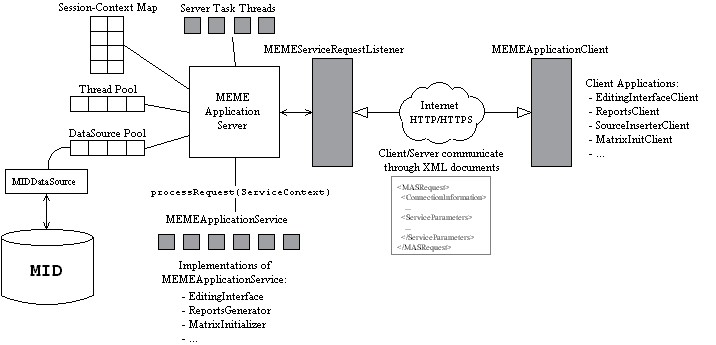 Session-Context Map
Server Task Threads
MEMEServiceRequestListener
MEMEApplicationClient
MEME
Application
Server
Thread Pool
DataSource Pool
MIDDataSource
MID
Internet
HTTP/HTTPS
Client Applications:
- EditingInterfaceClient
- ReportsClient
- SourceInserterClient
- MatrixInitClient
- ...
Client/Server communicate
through XML documents
<MASRequest>
<ConnectionInformation>
...
<ServiceParameters>
...
</ServiceParameters>
</MASRequest>
processRequest(ServiceContext)
MEMEApplicationService
Implementations of
MEMEApplicationService:
- EditingInterface
- ReportsGenerator
- MatrixInitializer
- ...